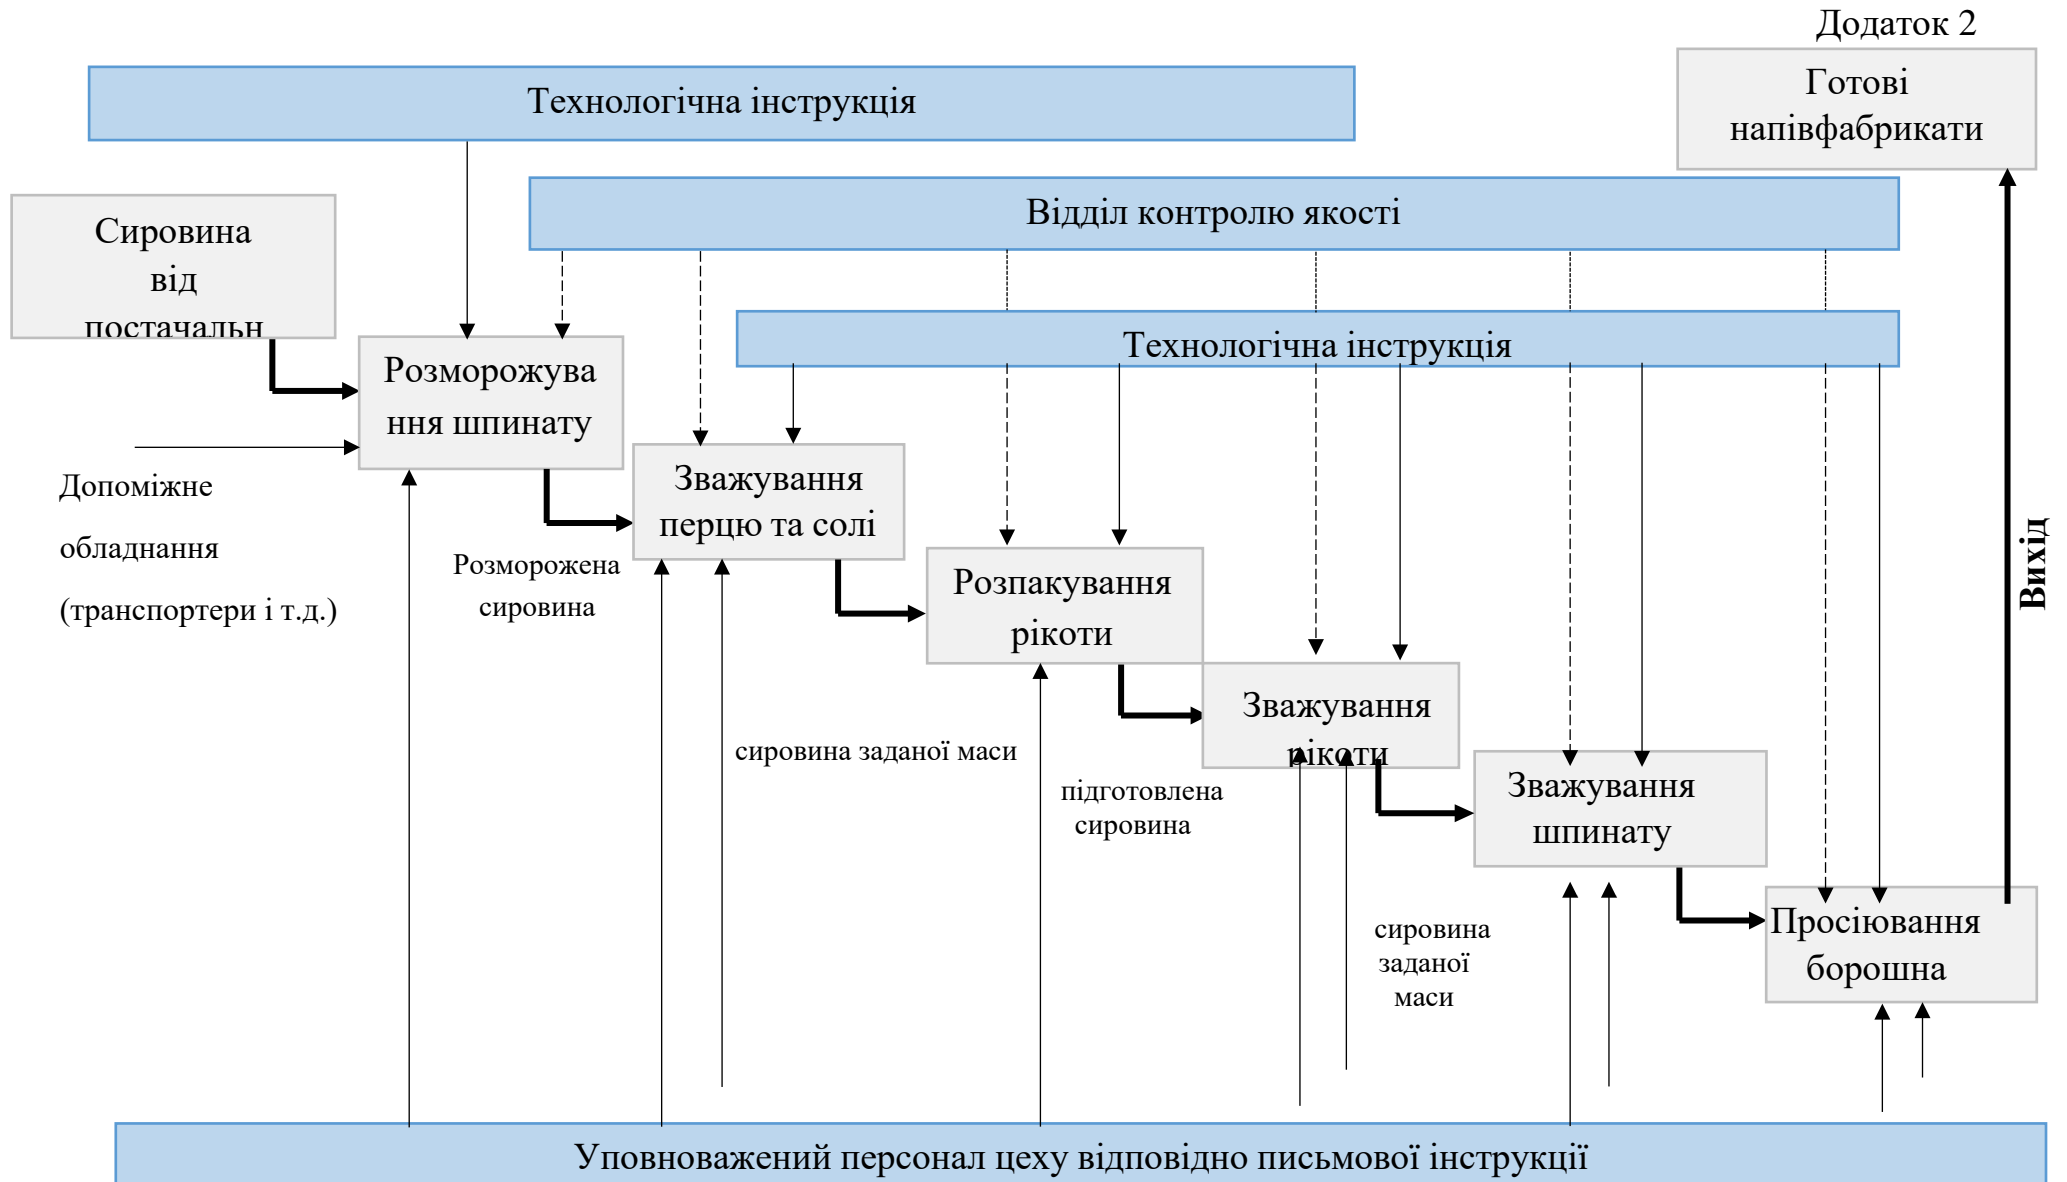 Додаток 2
Готові
напівфабрикати
Технологічна інструкція
Відділ контролю якості
Сировина
від
постачальн
Технологічна інструкція
Розморожува
ння шпинату
Допоміжне
обладнання
(транспортери і т.д.)
Зважування
перцю та солі
Розморожена
сировина
Розпакування
рікоти
Вихід
сировина заданої маси
Зважування
рікоти
підготовлена
сировина
Зважування
шпинату
сировина
заданої
маси
Просіювання
борошна
Уповноважений персонал цеху відповідно письмової інструкції